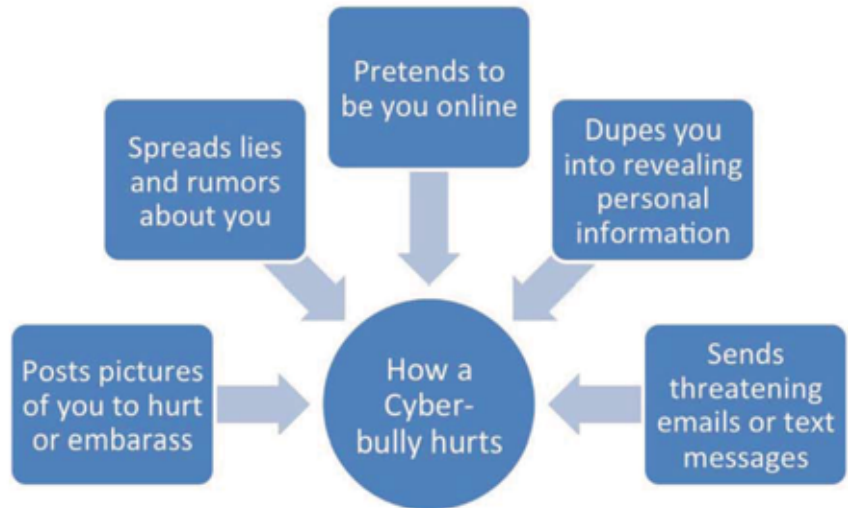 Pretends to
be you online
Spreads lies
and rumors
about you
Dupes you
into revealing
personal
information
Posts pictures
of you to hurt
or embarass
How a
Cyber-
bully hurts
Sends
threatening
emails or text
messages